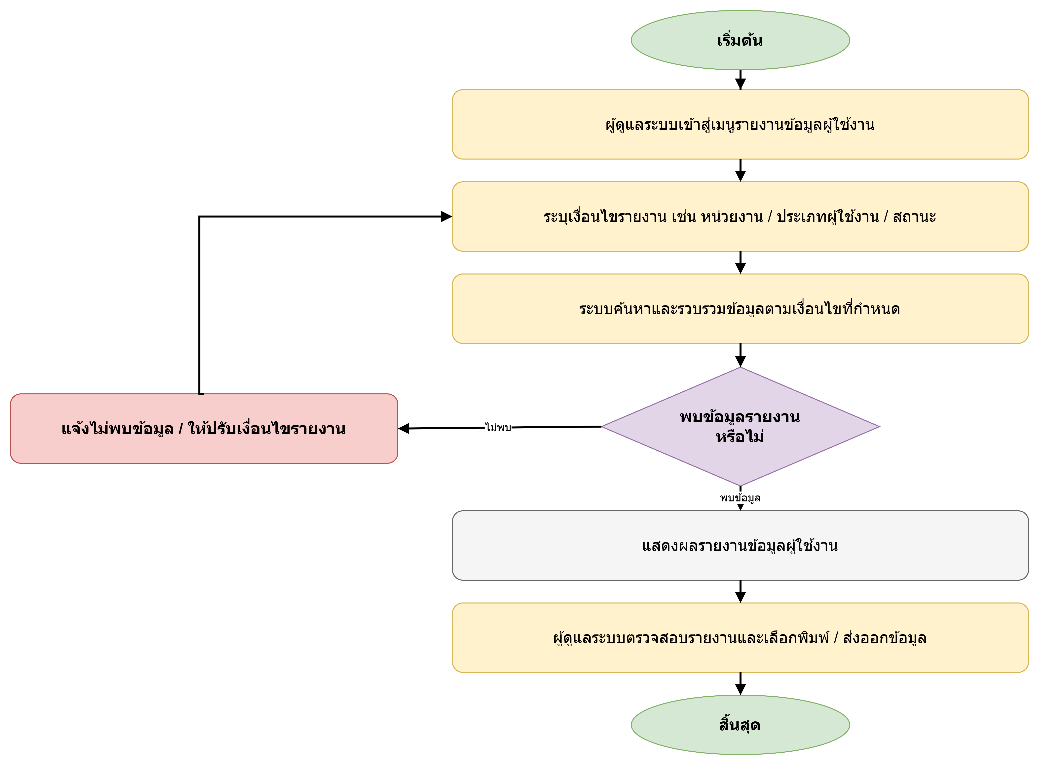 เริ่มต้น
ผู้ดูแลระบบเข้าสู่เมนูรายงานข้อมูลผู้ใช้งาน
ระบุเงื่อนไขรายงาน เช่น หน่วยงาน / ประเภทผู้ใช้งาน / สถานะ
ระบบค้นหาและรวบรวมข้อมูลตามเงื่อนไขที่กำหนด
พบข้อมูลรายงาน
หรือไม่
ไม่พบ
แจ้งไม่พบข้อมูล / ให้ปรับเงื่อนไขรายงาน
พบข้อมูล
แสดงผลรายงานข้อมูลผู้ใช้งาน
ผู้ดูแลระบบตรวจสอบรายงานและเลือกพิมพ์ / ส่งออกข้อมูล
สิ้นสุด